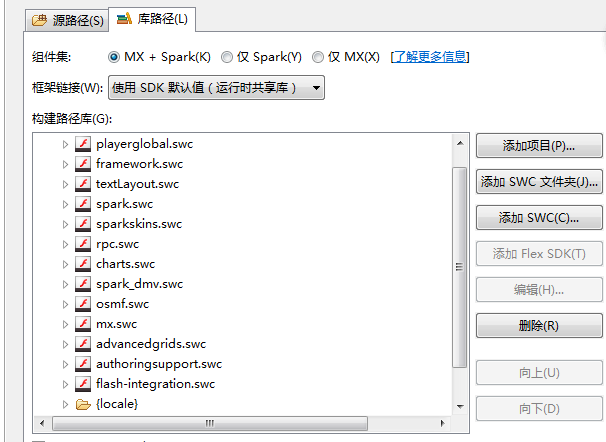 源路径(S) 库路径(L)
组件集: MX + Spark(K) 仅 Spark(Y) 仅 MX(X) [了解更多信息]
框架链接(W): 使用 SDK 默认值（运行时共享库）
构建路径库(G):
playerglobal.swc
framework.swc
textLayout.swc
spark.swc
sparkskins.swc
rpc.swc
charts.swc
spark_dmv.swc
osmf.swc
mx.swc
advancedgrids.swc
authoringsupport.swc
flash-integration.swc
{locale}
添加项目(P)...
添加 SWC 文件夹(J)...
添加 SWC(C)...
添加 Flex SDK(T)
编辑(H)...
删除(R)
向上(U)
向下(D)